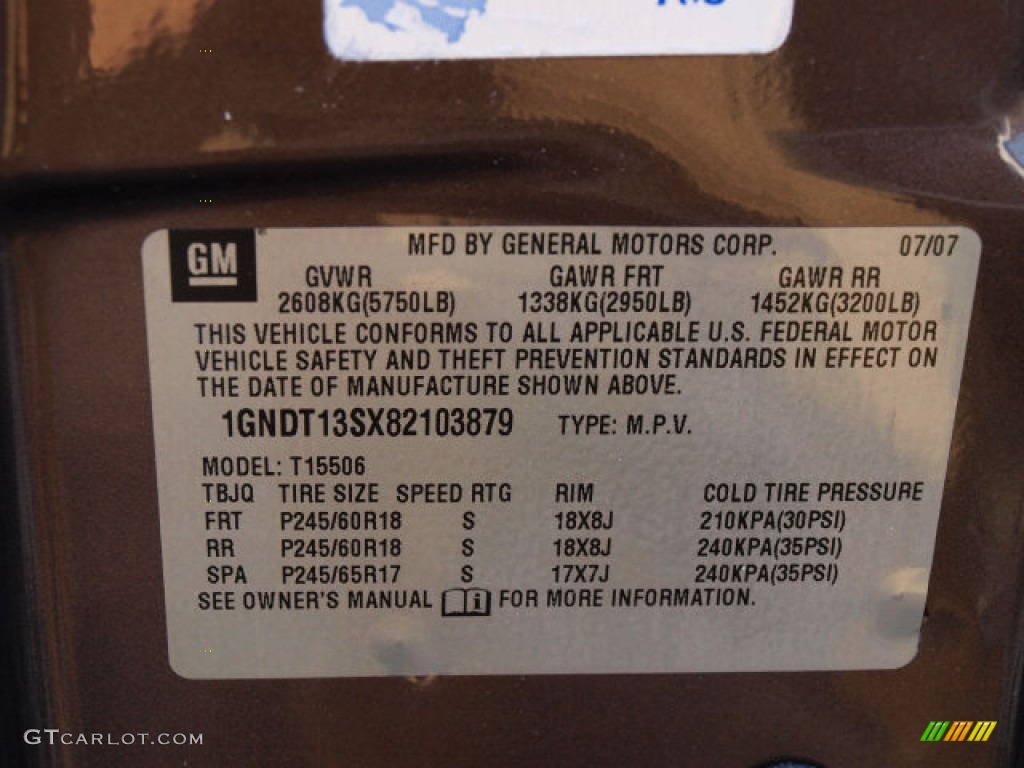 GM MFD BY GENERAL MOTORS CORP. 07/07
GVWR GAWR FRT GAWR RR
2608KG(5750LB) 1338KG(2950LB) 1452KG(3200LB)
THIS VEHICLE CONFORMS TO ALL APPLICABLE U.S. FEDERAL MOTOR
VEHICLE SAFETY AND THEFT PREVENTION STANDARDS IN EFFECT ON
THE DATE OF MANUFACTURE SHOWN ABOVE.
1GNDT13SX82103879 TYPE: M.P.V.
MODEL: T15506
TBJQ TIRE SIZE SPEED RTG RIM COLD TIRE PRESSURE
FRT P245/60R18 S 18X8J 210KPA(30PSI)
RR P245/60R18 S 18X8J 240KPA(35PSI)
SPA P245/65R17 S 17X7J 240KPA(35PSI)
SEE OWNER'S MANUAL i FOR MORE INFORMATION.
GTCARLOT.COM